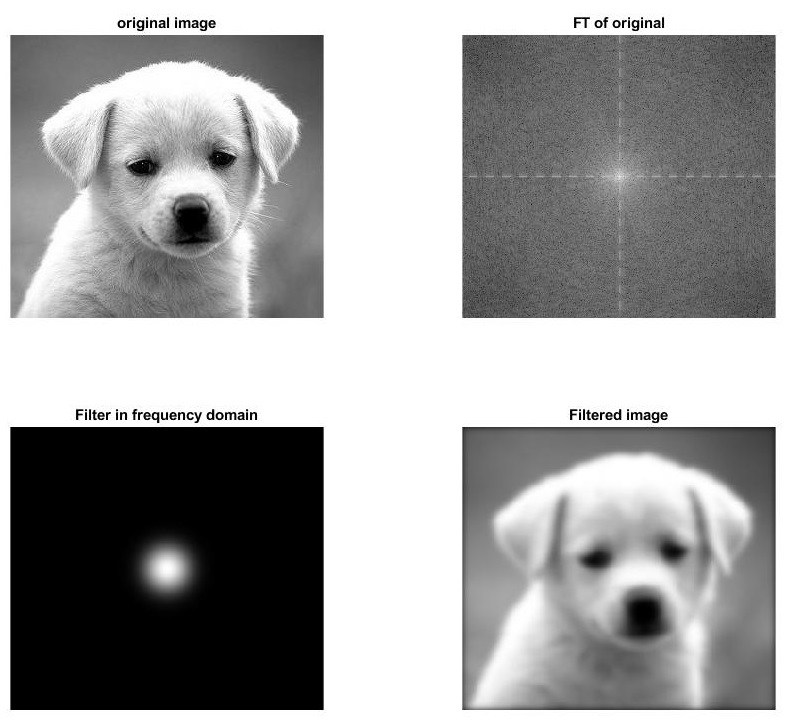 original image
FT of original
Filter in frequency domain
Filtered image